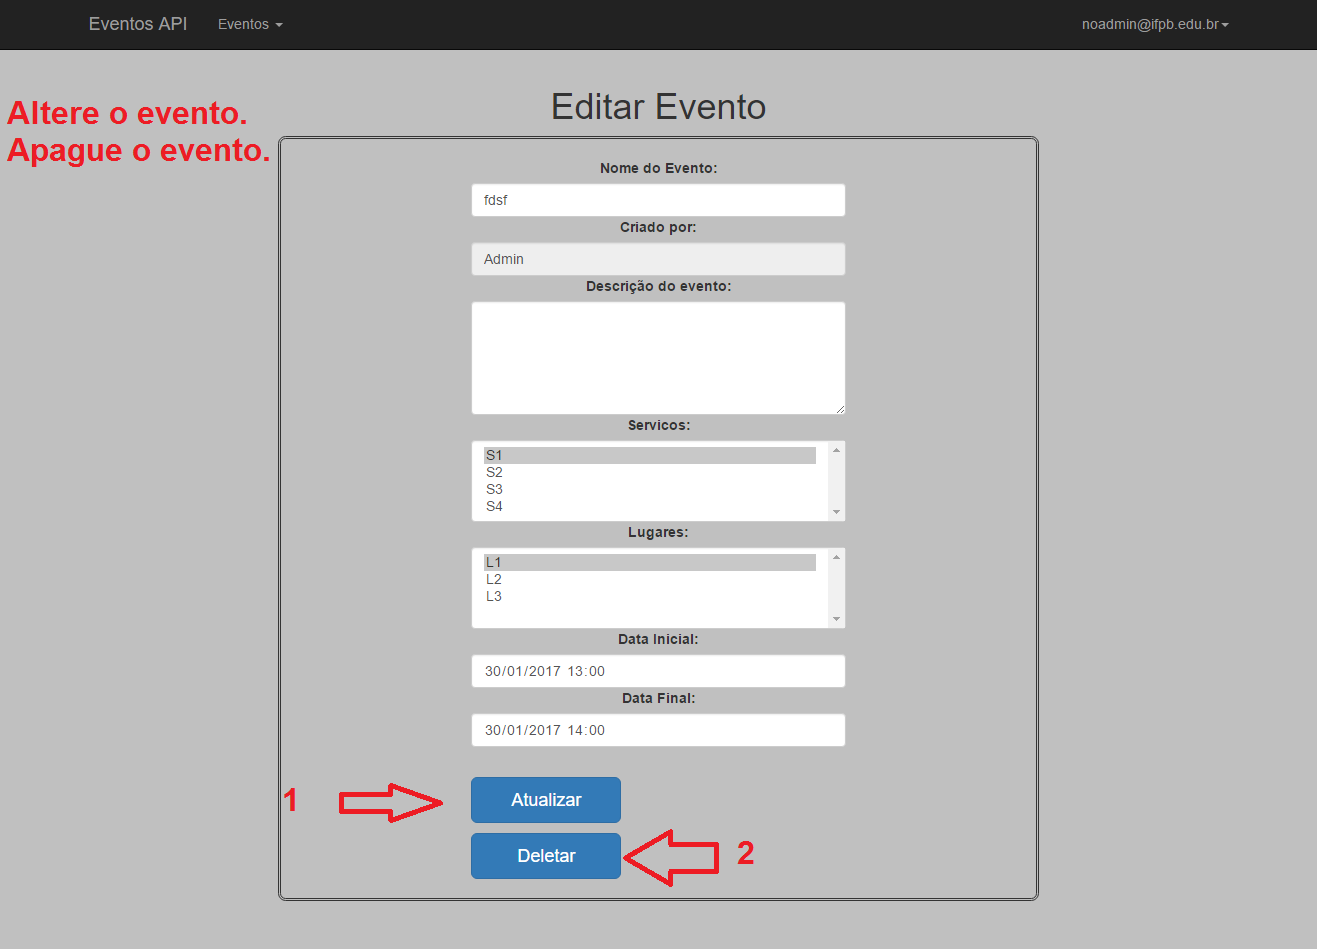 Eventos API Eventos noadmin@ifpb.edu.br
Altere o evento.
Apague o evento.
Editar Evento
Nome do Evento:
fdsf
Criado por:
Admin
Descrição do evento:
Servicos:
S1
S2
S3
S4
Lugares:
L1
L2
L3
Data Inicial:
30/01/2017 13:00
Data Final:
30/01/2017 14:00
1 Atualizar
Deletar 2